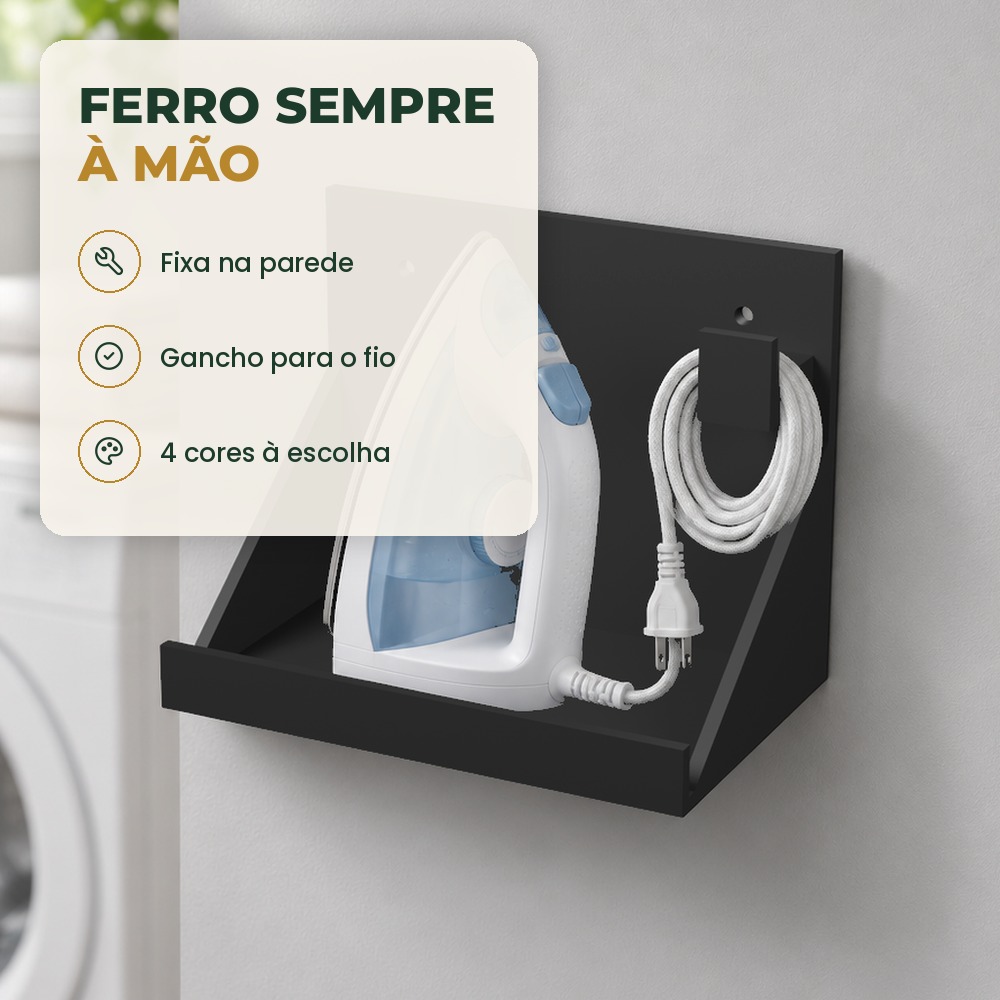 FERRO SEMPRE
À MÃO
Fixa na parede
Gancho para o fio
4 cores à escolha